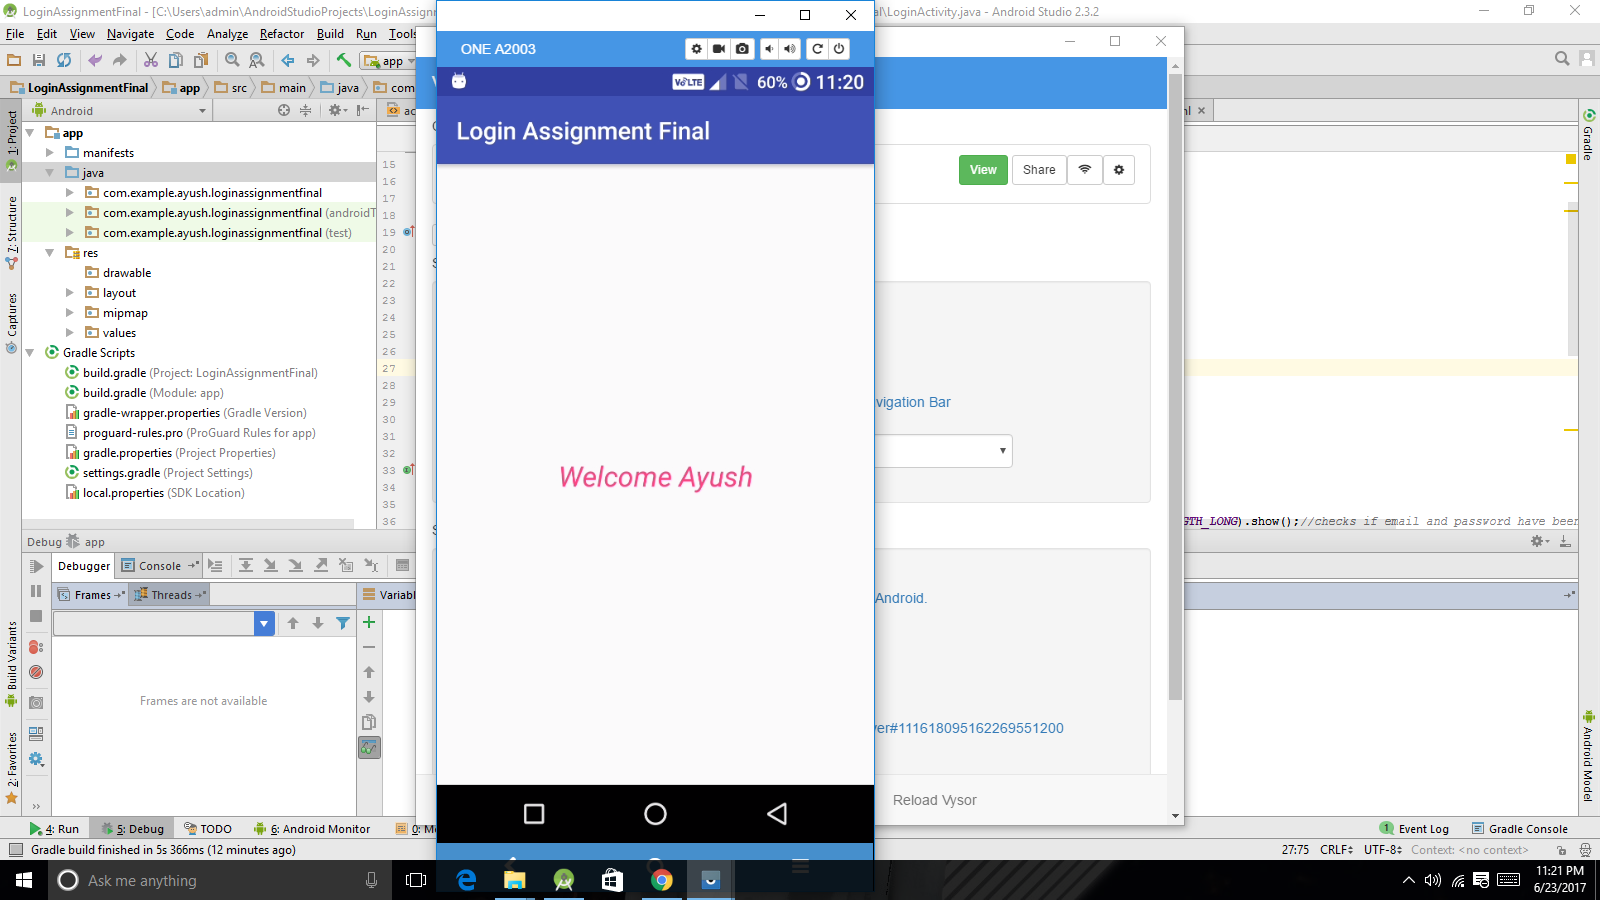 LoginAssignmentFinal - [C:\Users\admin\AndroidStudioProjects\LoginAssignm
al\LoginActivity.java - Android Studio 2.3.2
File Edit View Navigate Code Analyze Refactor Build Run Tools
ONE A2003
app
VoLTE 60% 11:20
LoginAssignmentFinal app src main java com
Login Assignment Final
Android
ac
View Share
1: Project
7: Structure
Captures
Build Variants
2: Favorites
Gradle
Android Model
app
manifests
java
com.example.ayush.loginassignmentfinal
com.example.ayush.loginassignmentfinal (androidT
com.example.ayush.loginassignmentfinal (test)
res
drawable
layout
mipmap
values
Gradle Scripts
build.gradle (Project: LoginAssignmentFinal)
build.gradle (Module: app)
gradle-wrapper.properties (Gradle Version)
proguard-rules.pro (ProGuard Rules for app)
gradle.properties (Project Properties)
settings.gradle (Project Settings)
local.properties (SDK Location)
15
16
17
18
19
20
21
22
23
24
25
26
27
28
29
30
31
32
33
34
35
36
vigation Bar
Welcome Ayush
GTH_LONG).show();//checks if email and password have been
Debug app
Debugger Console
Frames Threads Variabl
Frames are not available
Android.
ver#111618095162269551200
Reload Vysor
4: Run 5: Debug TODO 6: Android Monitor 0: M
1 Event Log Gradle Console
Gradle build finished in 5s 366ms (12 minutes ago)
27:75 CRLF UTF-8 Context: <no context>
Ask me anything
11:21 PM
6/23/2017